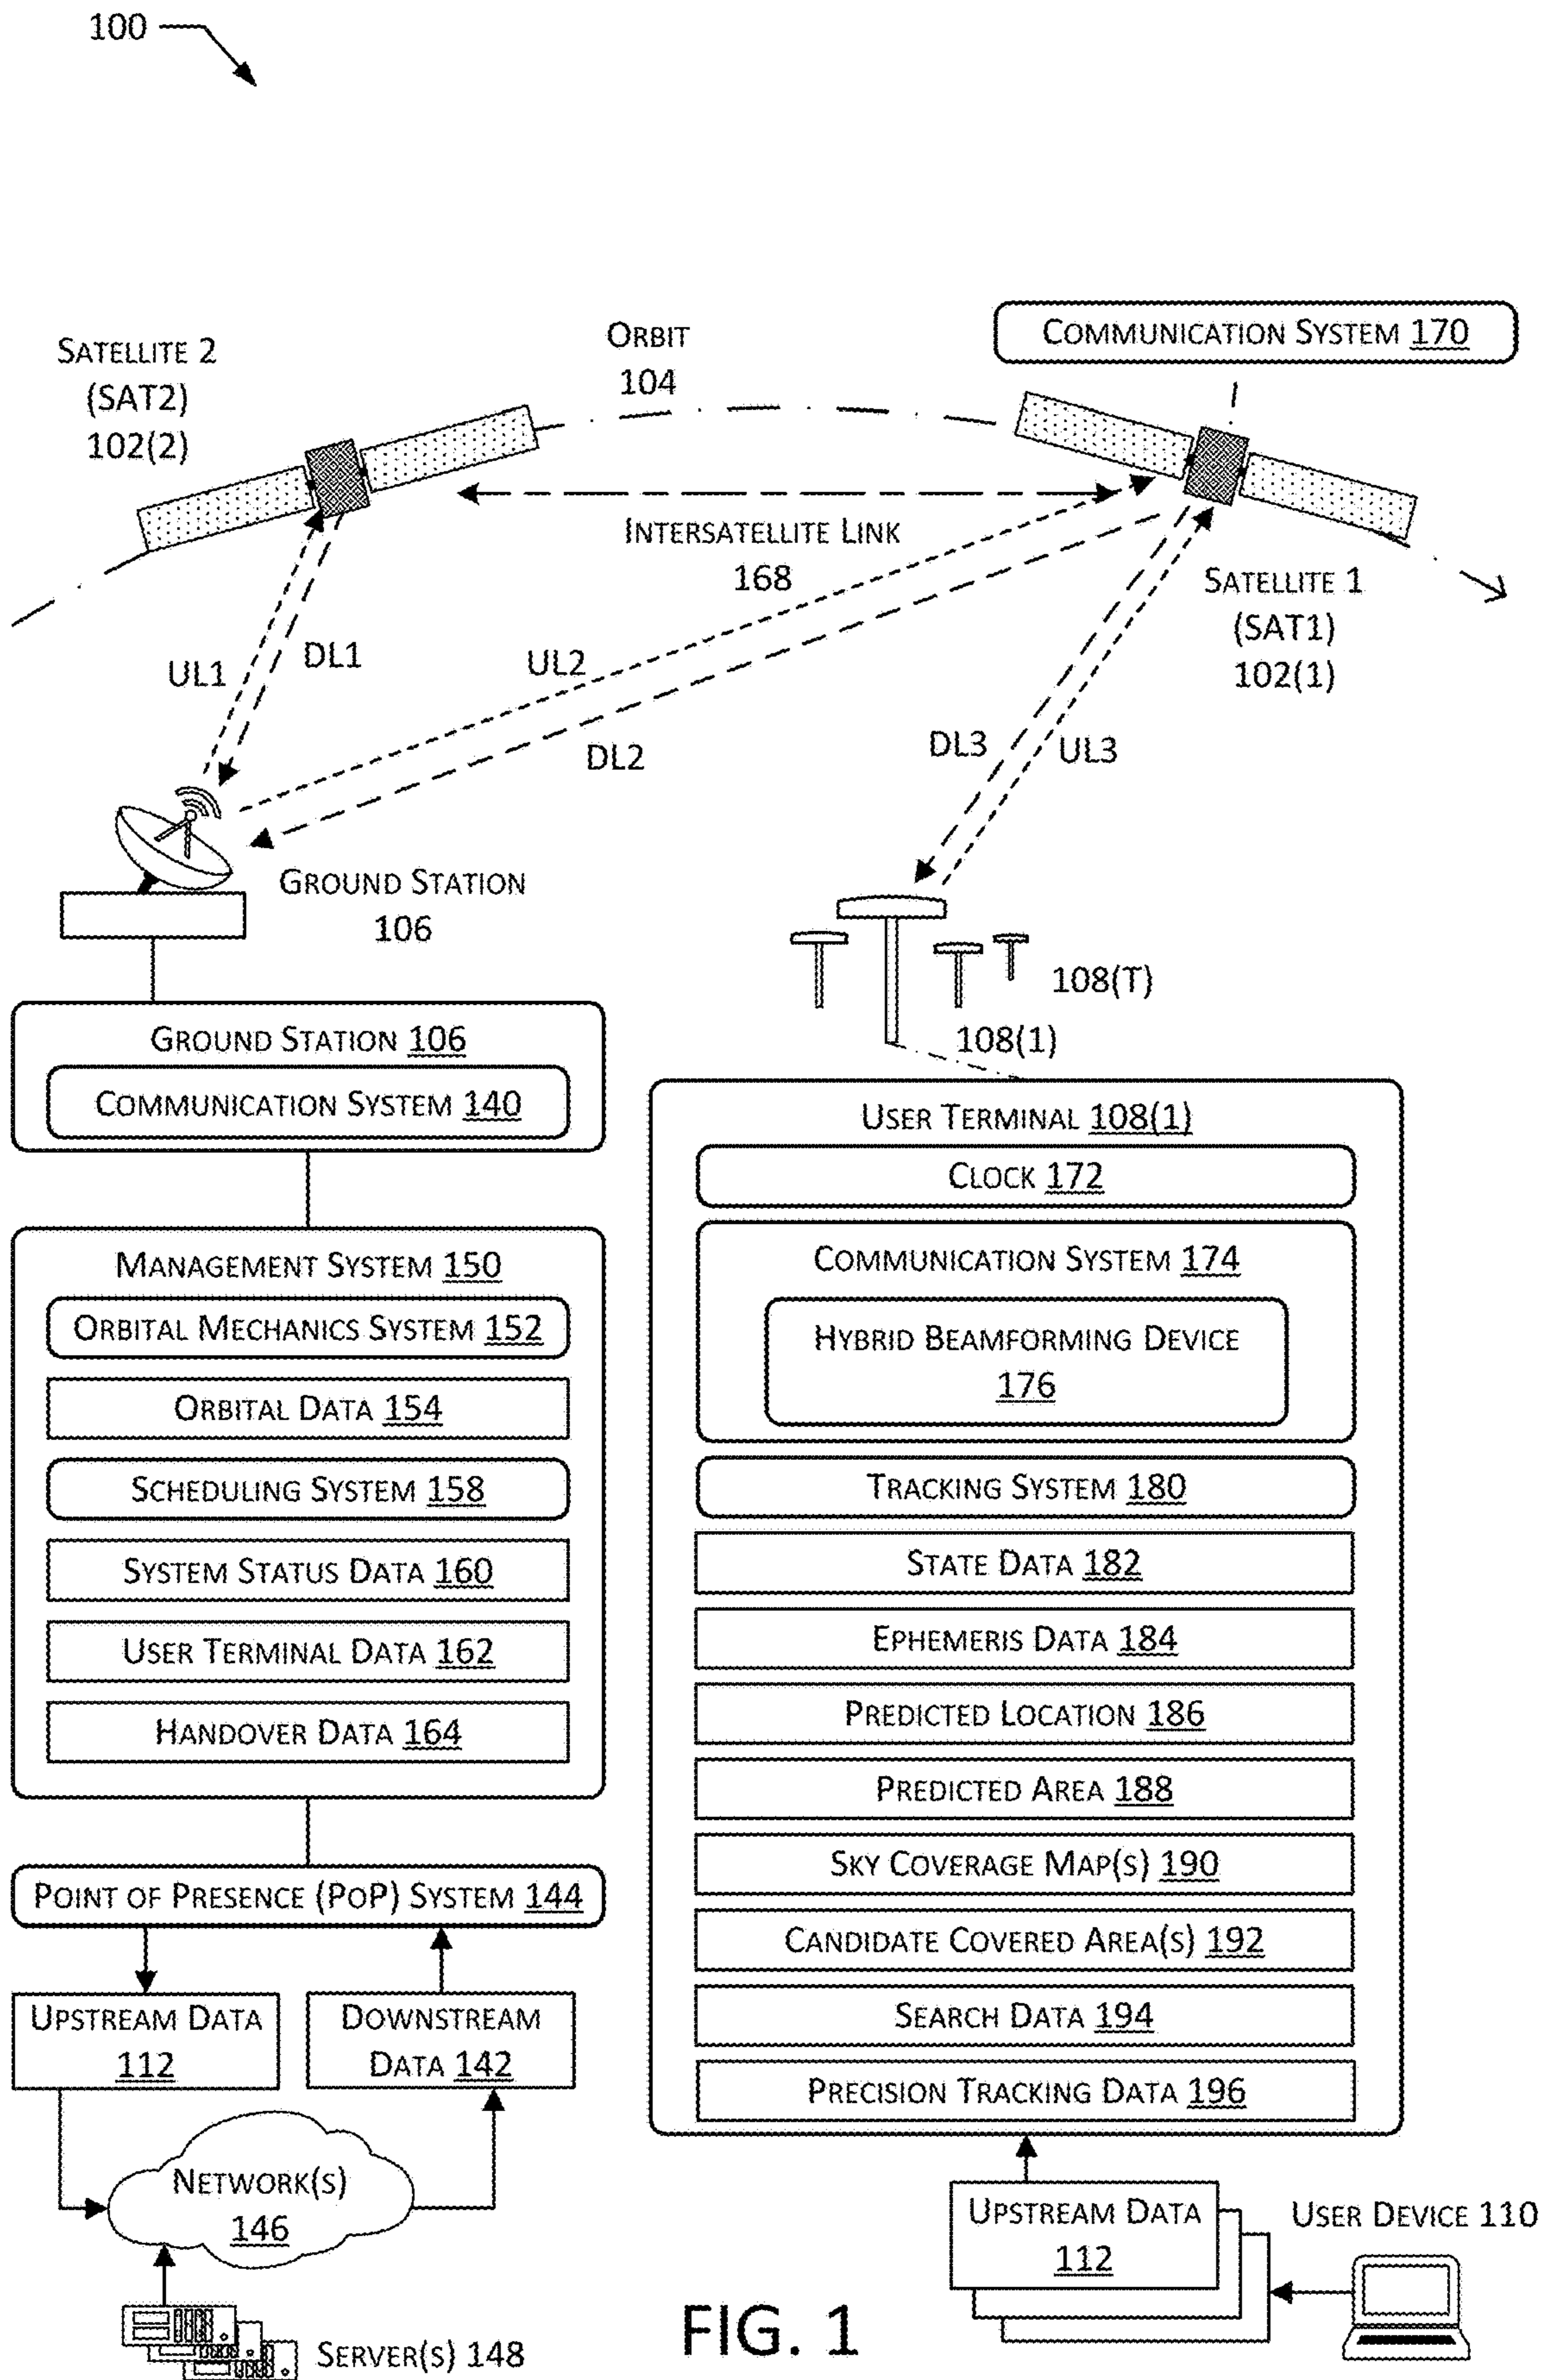 100
COMMUNICATION SYSTEM 170
ORBIT
104
SATELLITE 2
(SAT2)
102(2)
INTERSATELLITE LINK
168
SATELLITE 1
(SAT1)
102(1)
UL1
DL1
UL2
DL2
DL3
UL3
GROUND STATION
106
108(T)
108(1)
GROUND STATION 106
COMMUNICATION SYSTEM 140
MANAGEMENT SYSTEM 150
ORBITAL MECHANICS SYSTEM 152
ORBITAL DATA 154
SCHEDULING SYSTEM 158
SYSTEM STATUS DATA 160
USER TERMINAL DATA 162
HANDOVER DATA 164
POINT OF PRESENCE (POP) SYSTEM 144
UPSTREAM DATA
112
DOWNSTREAM
DATA 142
NETWORK(S)
146
SERVER(S) 148
USER TERMINAL 108(1)
CLOCK 172
COMMUNICATION SYSTEM 174
HYBRID BEAMFORMING DEVICE
176
TRACKING SYSTEM 180
STATE DATA 182
EPHEMERIS DATA 184
PREDICTED LOCATION 186
PREDICTED AREA 188
SKY COVERAGE MAP(S) 190
CANDIDATE COVERED AREA(S) 192
SEARCH DATA 194
PRECISION TRACKING DATA 196
UPSTREAM DATA
112
USER DEVICE 110
FIG. 1